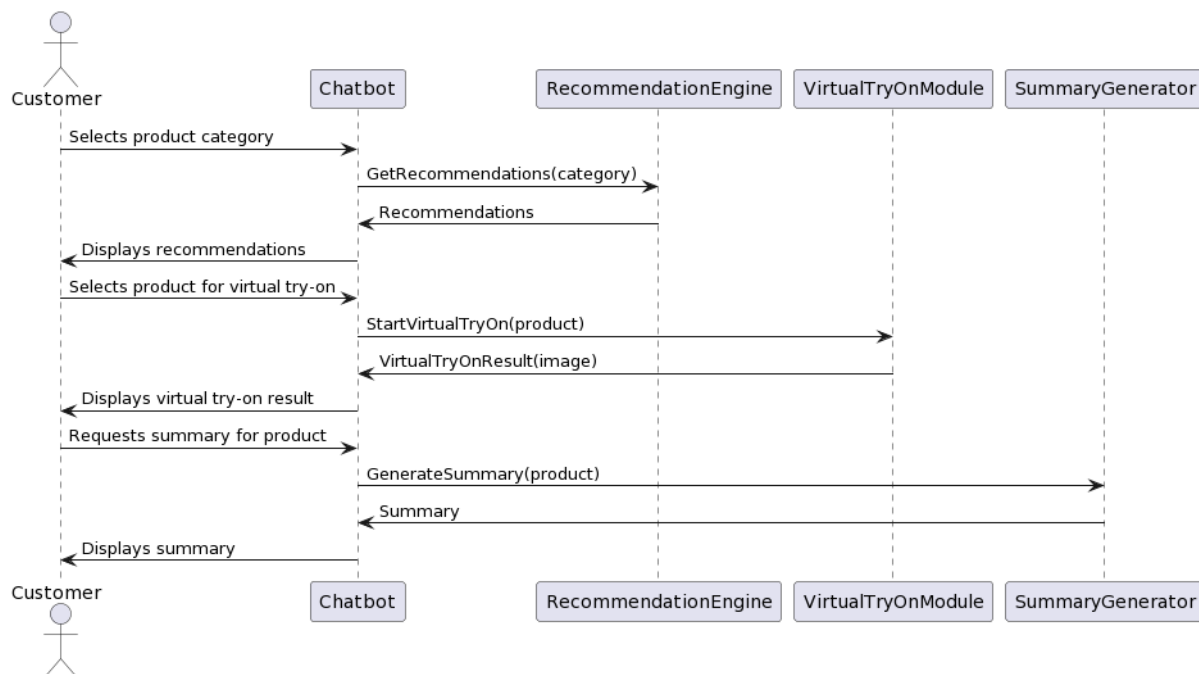 Customer
Chatbot
RecommendationEngine
VirtualTryOnModule
SummaryGenerator
Selects product category
GetRecommendations(category)
Recommendations
Displays recommendations
Selects product for virtual try-on
StartVirtualTryOn(product)
VirtualTryOnResult(image)
Displays virtual try-on result
Requests summary for product
GenerateSummary(product)
Summary
Displays summary
Customer
Chatbot
RecommendationEngine
VirtualTryOnModule
SummaryGenerator